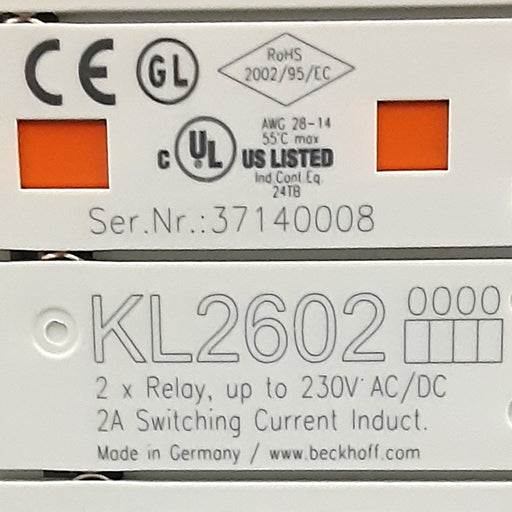 CE GL RoHS
2002/95/EC
c UL US LISTED
AWG 28-14
55°C max
Ind.Cont.Eq.
24TB
Ser.Nr.:37140008
KL2602 0000
2 x Relay, up to 230V AC/DC
2A Switching Current Induct.
Made in Germany / www.beckhoff.com